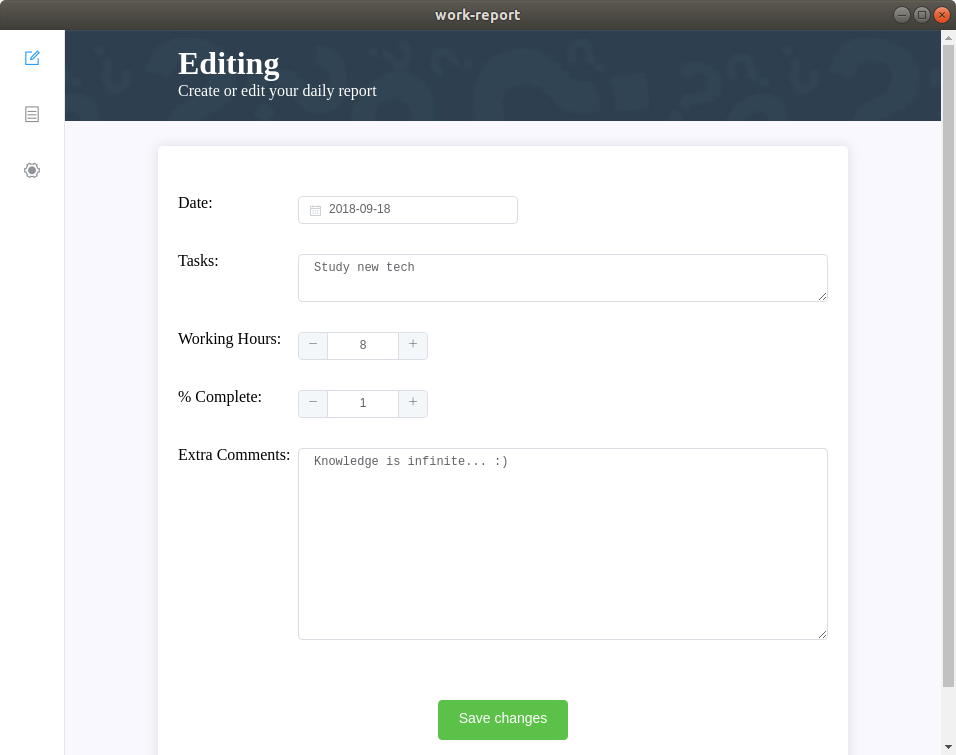 work-report
Editing
Create or edit your daily report
Date:
2018-09-18
Tasks:
Study new tech
Working Hours:
8
% Complete:
1
Extra Comments:
Knowledge is infinite... :)
Save changes